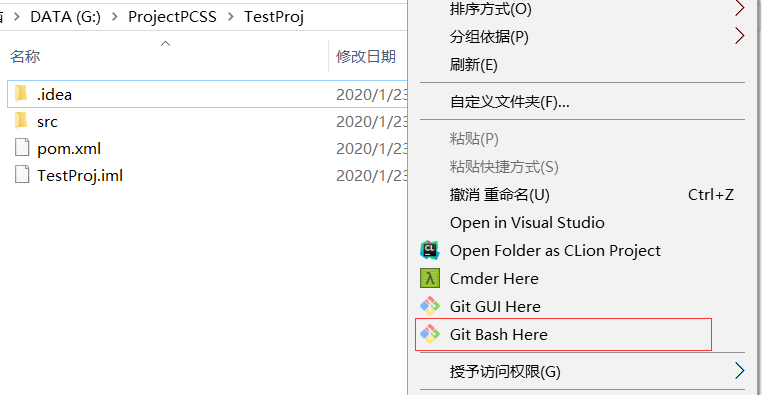 DATA (G:) ProjectPCSS TestProj
名称 修改日期
.idea 2020/1/23
src 2020/1/23
pom.xml 2020/1/23
TestProj.iml 2020/1/23
排序方式(O)
分组依据(P)
刷新(E)
自定义文件夹(F)...
粘贴(P)
粘贴快捷方式(S)
撤消 重命名(U) Ctrl+Z
Open in Visual Studio
Open Folder as CLion Project
Cmder Here
Git GUI Here
Git Bash Here
授予访问权限(G)